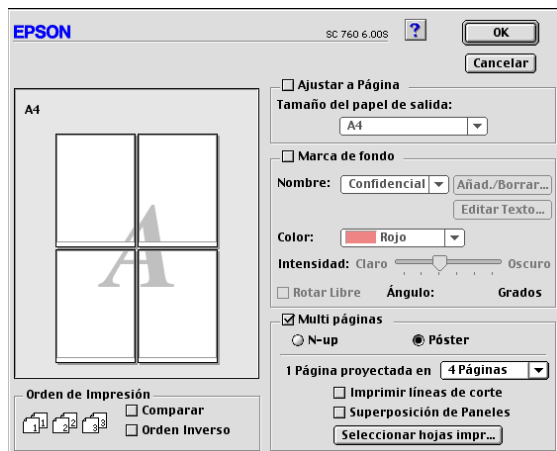 EPSON
SC 760 6.00S
?
OK
Cancelar
A4
A
Ajustar a Página
Tamaño del papel de salida:
A4
Marca de fondo
Nombre: Confidencial Añad./Borrar...
Editar Texto...
Color: Rojo
Intensidad: Claro Oscuro
Rotar Libre Ángulo: Grados
Multi páginas
N-up Póster
1 Página proyectada en 4 Páginas
Imprimir líneas de corte
Superposición de Paneles
Seleccionar hojas impr...
Orden de Impresión
1 1 2 2 3 3
Comparar
Orden Inverso